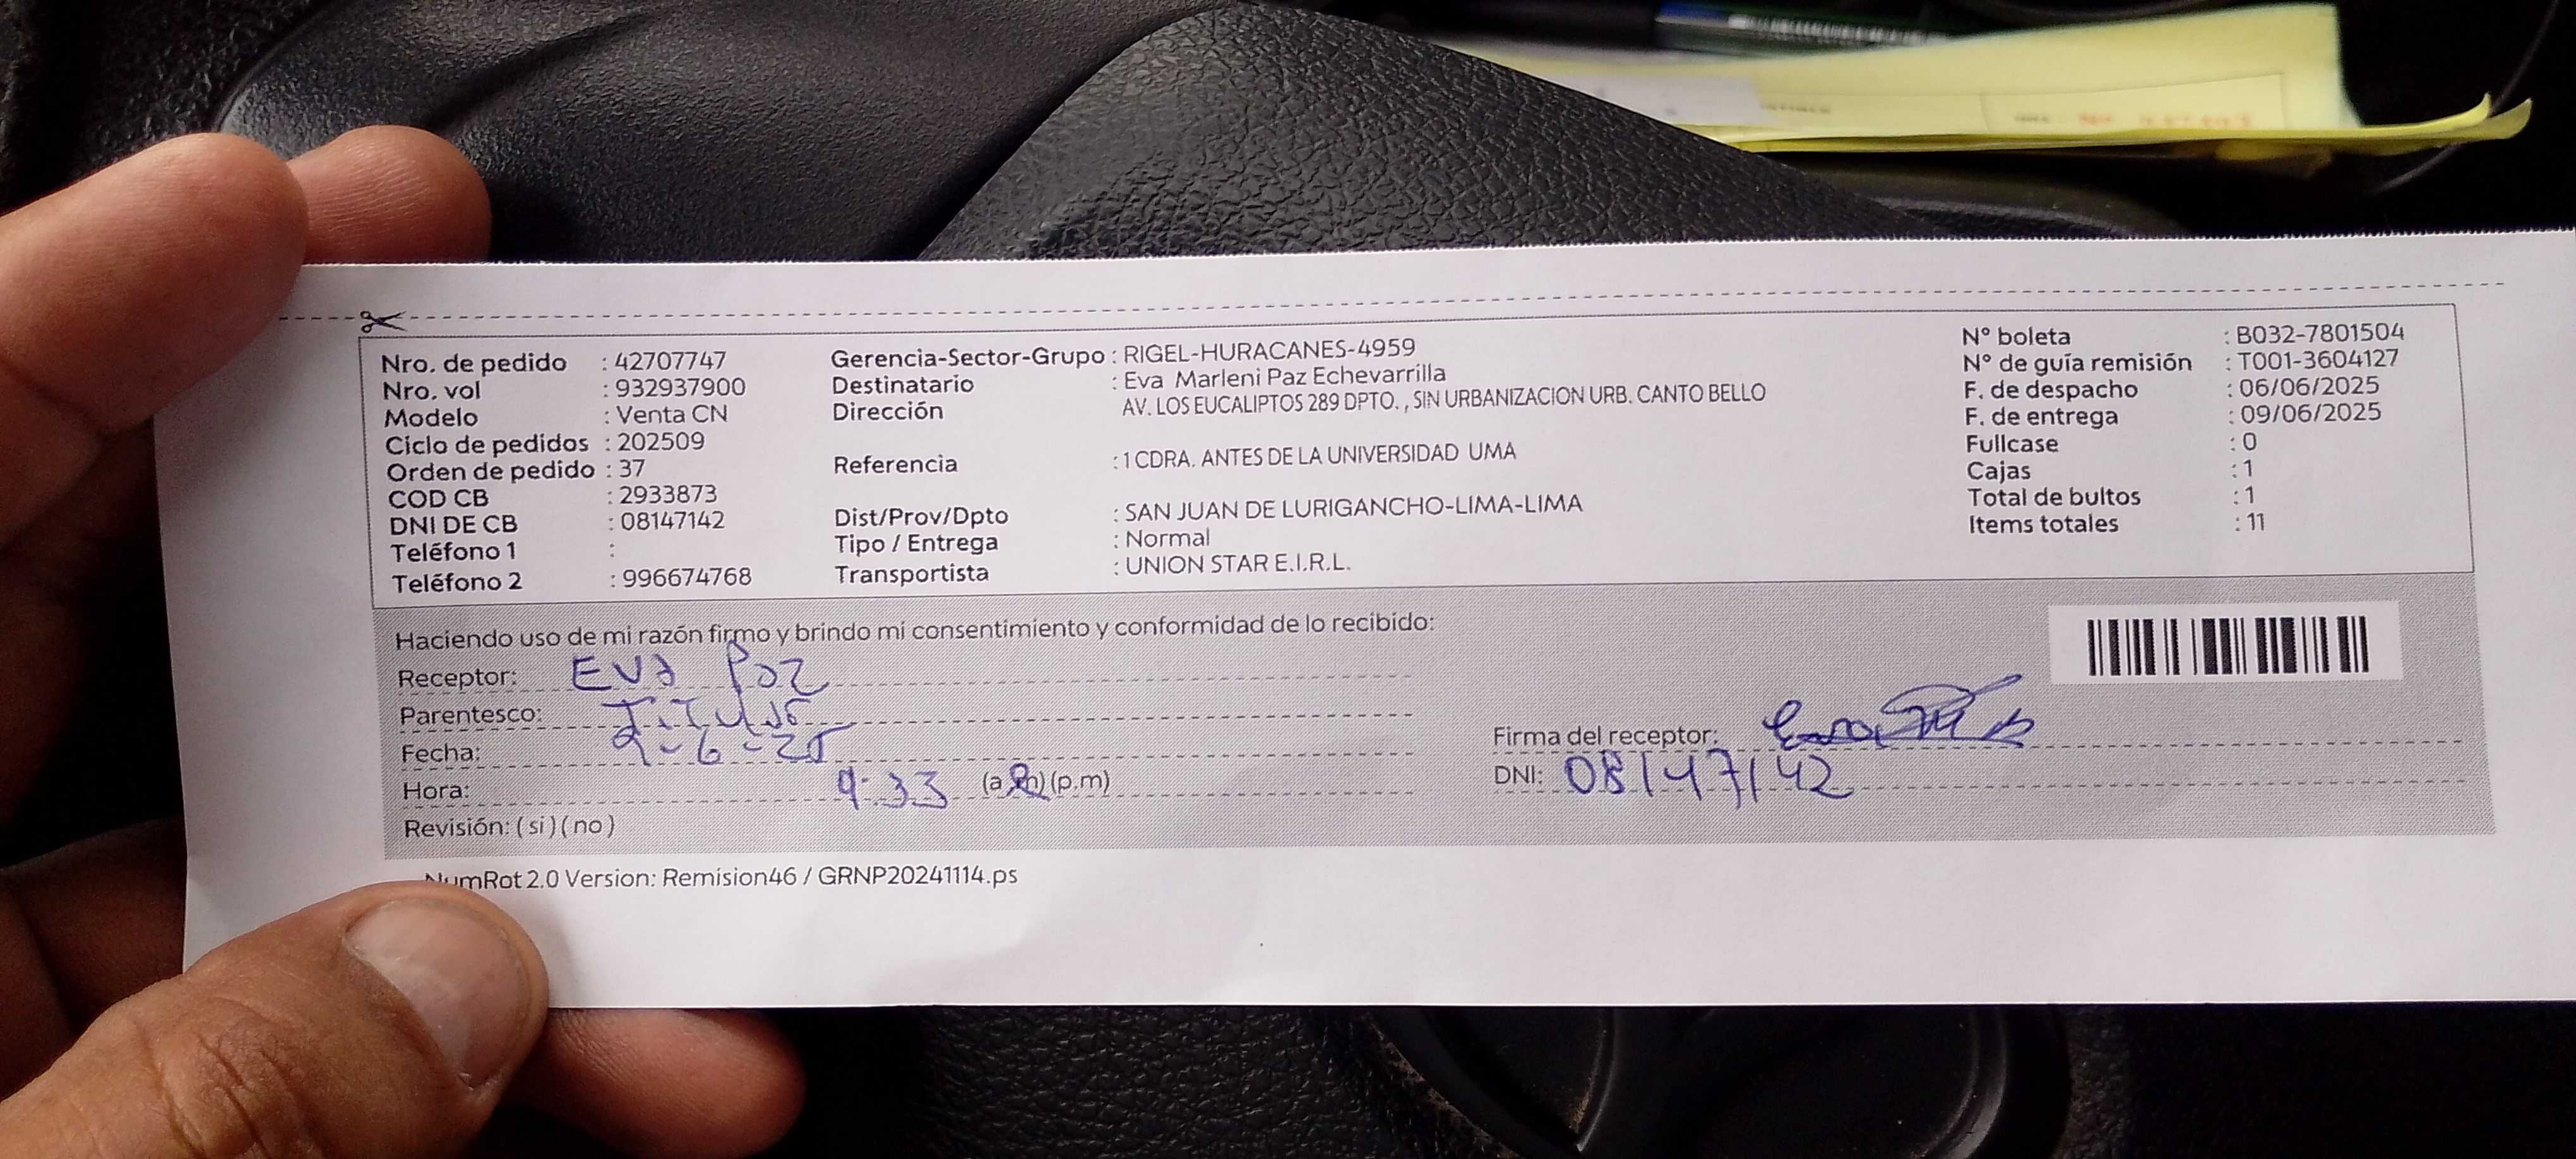 Nro. de pedido : 42707747
Nro. vol : 932937900
Modelo : Venta CN
Ciclo de pedidos : 202509
Orden de pedido : 37
COD CB : 2933873
DNI DE CB : 08147142
Teléfono 1 :
Teléfono 2 : 996674768
Gerencia-Sector-Grupo : RIGEL-HURACANES-4959
Destinatario : Eva Marleni Paz Echevarrilla
Dirección AV. LOS EUCALIPTOS 289 DPTO. , SIN URBANIZACION URB. CANTO BELLO
Referencia : 1 CDRA. ANTES DE LA UNIVERSIDAD UMA
Dist/Prov/Dpto : SAN JUAN DE LURIGANCHO-LIMA-LIMA
Tipo / Entrega : Normal
Transportista : UNION STAR E.I.R.L.
N° boleta : B032-7801504
N° de guía remisión : T001-3604127
F. de despacho : 06/06/2025
F. de entrega : 09/06/2025
Fullcase : 0
Cajas : 1
Total de bultos : 1
Items totales : 11
Haciendo uso de mi razón firmo y brindo mi consentimiento y conformidad de lo recibido:
Receptor: Eva Paz
Parentesco:
Fecha: 9-6-25
Hora: 9:33 (a.m) (p.m)
Revisión: ( si ) ( no )
Firma del receptor:
DNI: 08147142
NumRot 2.0 Version: Remision46 / GRNP20241114.ps